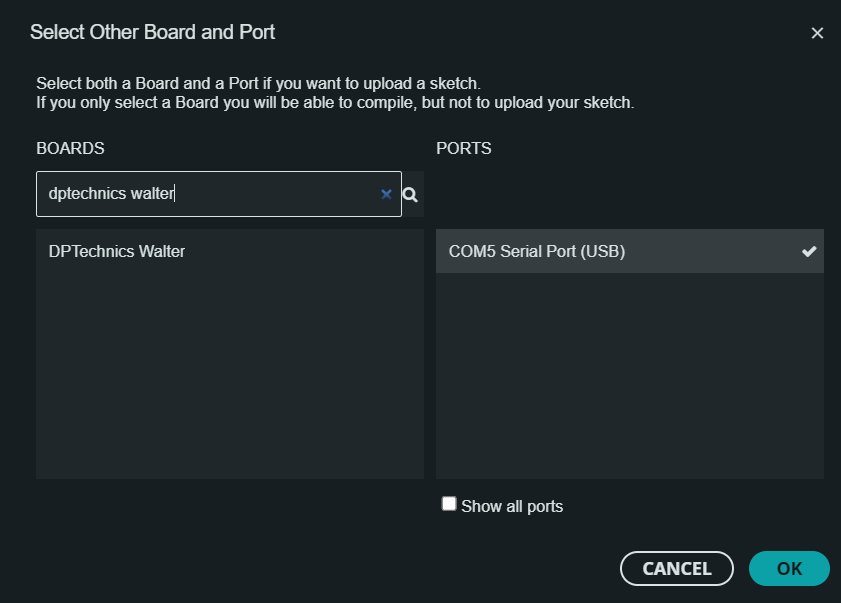 Select Other Board and Port
Select both a Board and a Port if you want to upload a sketch.
If you only select a Board you will be able to compile, but not to upload your sketch.
BOARDS
PORTS
dptechnics walter
DPTechnics Walter
COM5 Serial Port (USB)
Show all ports
CANCEL
OK